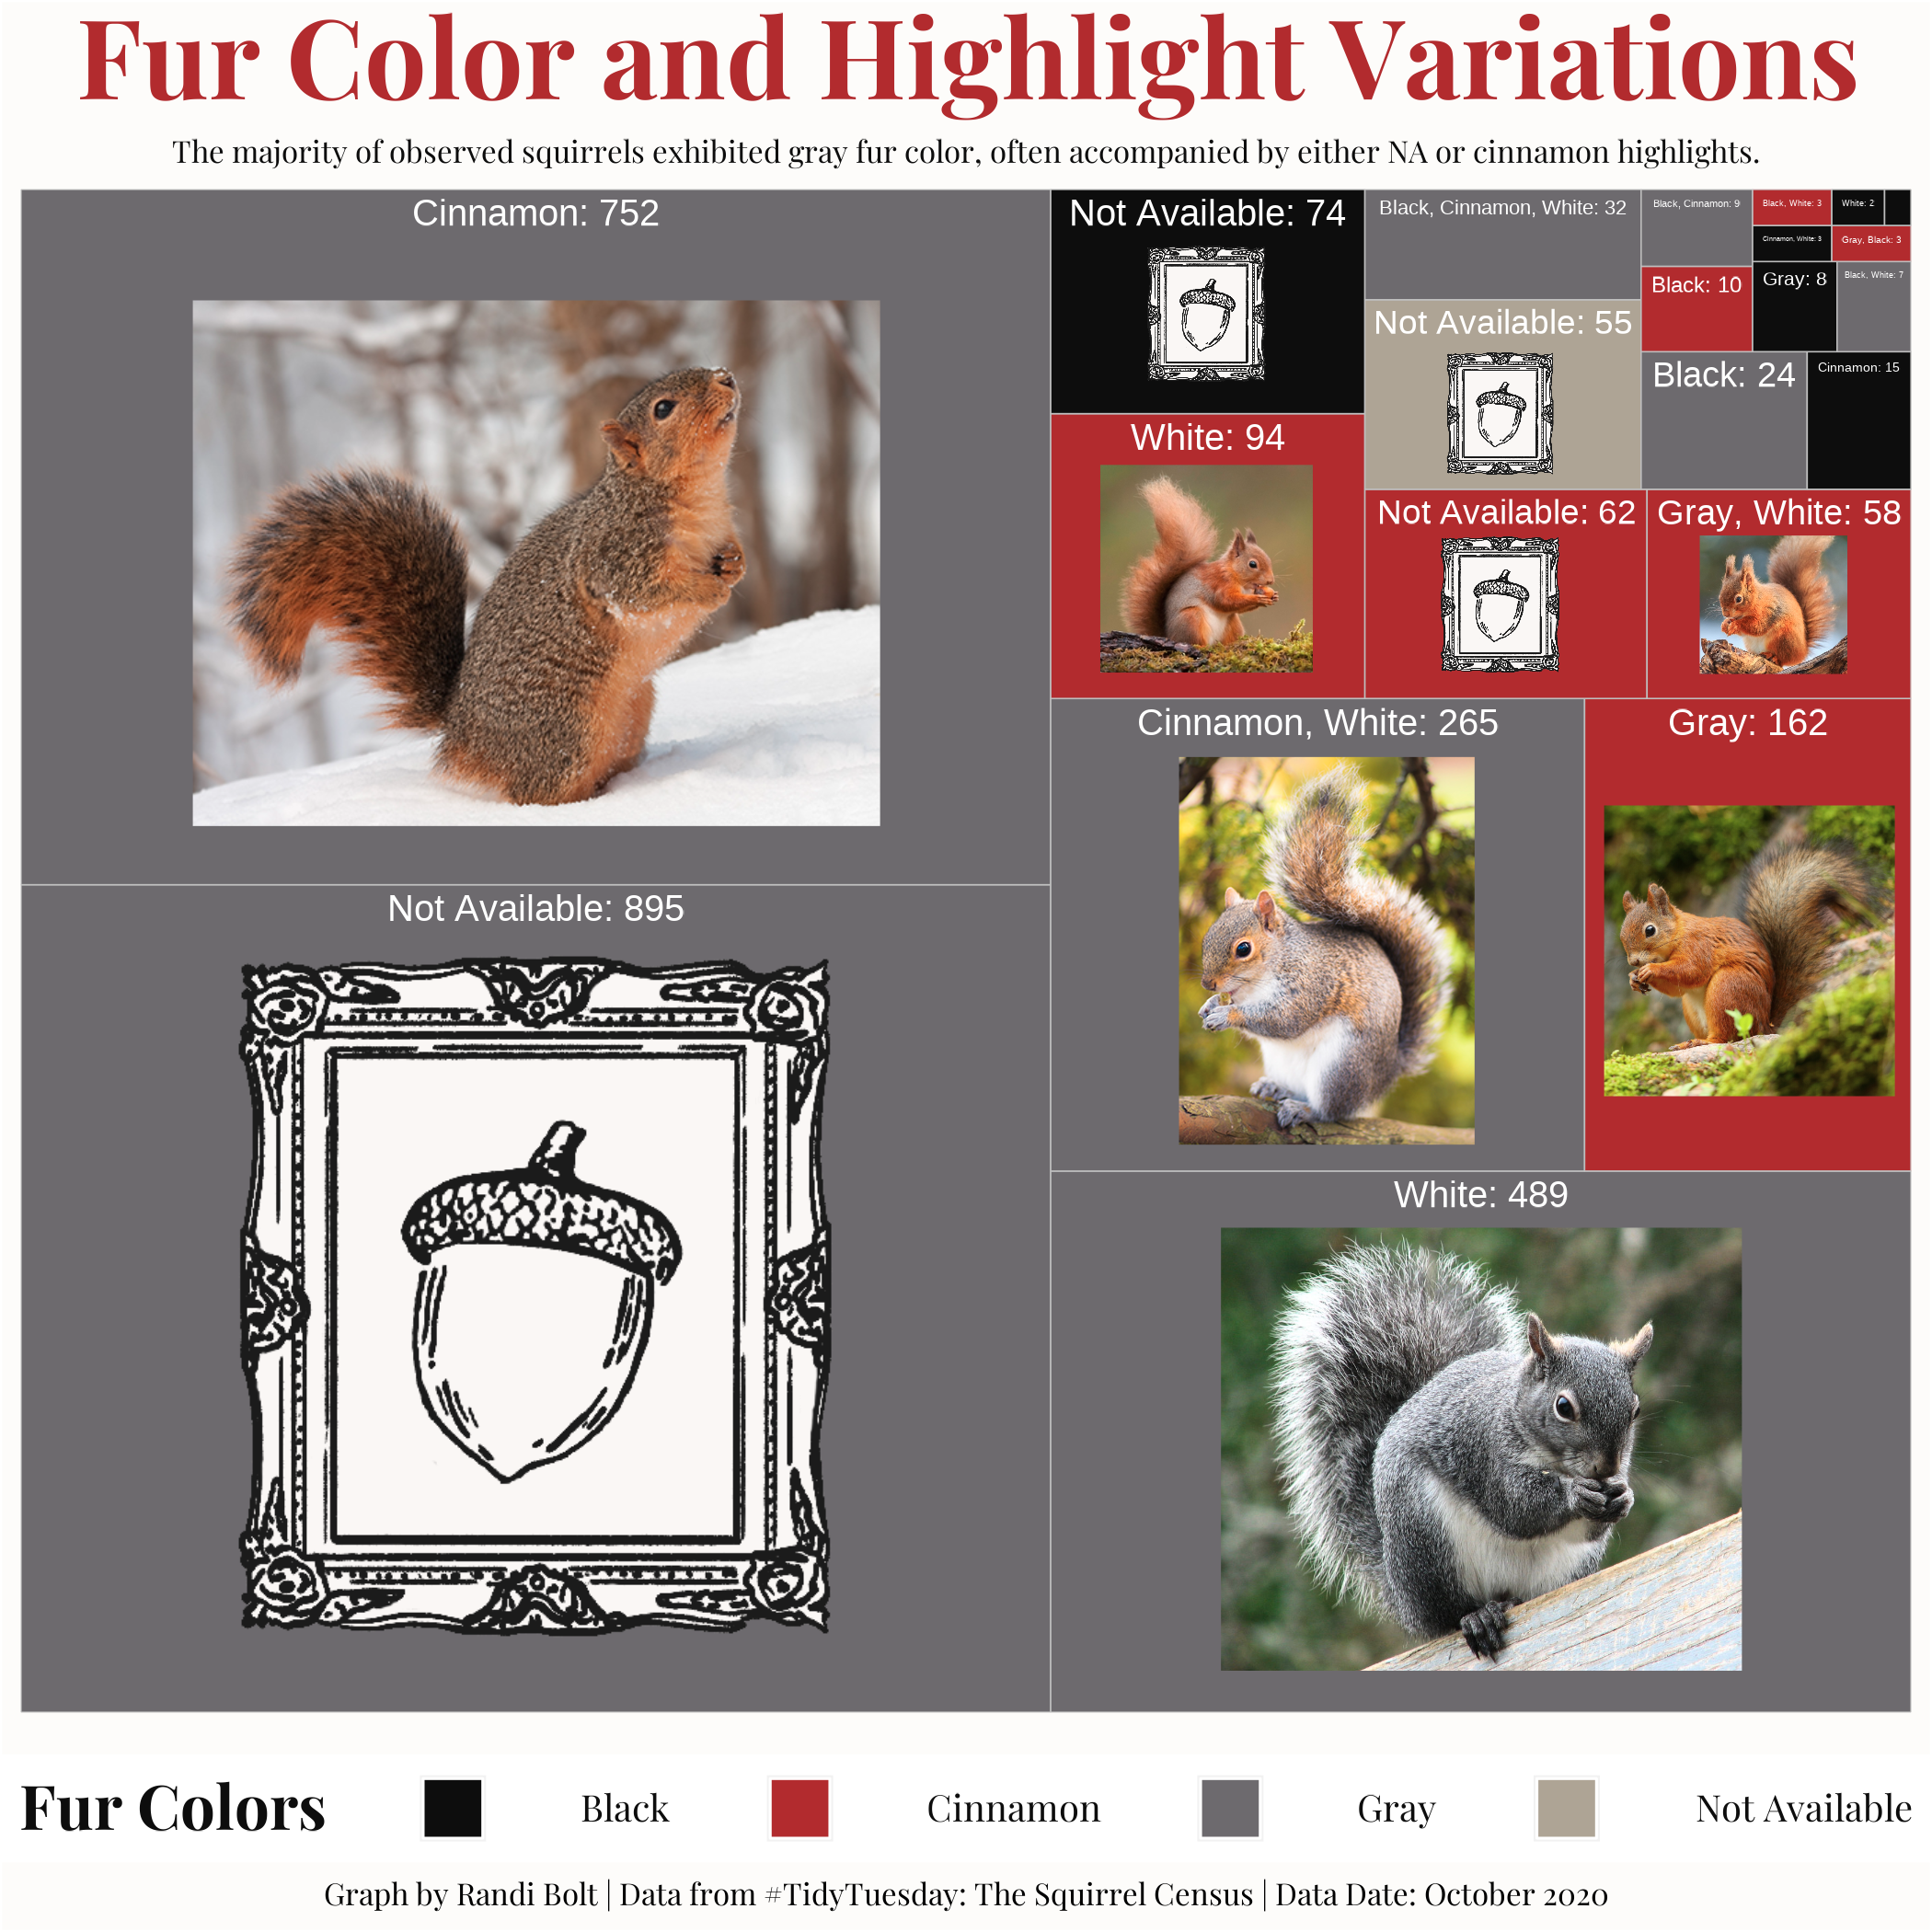 Fur Color and Highlight Variations
The majority of observed squirrels exhibited gray fur color, often accompanied by either NA or cinnamon highlights.
Cinnamon: 752
Not Available: 895
Not Available: 74
White: 94
Black, Cinnamon, White: 32
Not Available: 55
Not Available: 62
Gray, White: 58
Black, Cinnamon: 9
Black, White: 3
White: 2
Cinnamon, White: 3
Gray, Black: 3
Black: 10
Gray: 8
Black, White: 7
Black: 24
Cinnamon: 15
Cinnamon, White: 265
Gray: 162
White: 489
Fur Colors
Black
Cinnamon
Gray
Not Available
Graph by Randi Bolt | Data from #TidyTuesday: The Squirrel Census | Data Date: October 2020